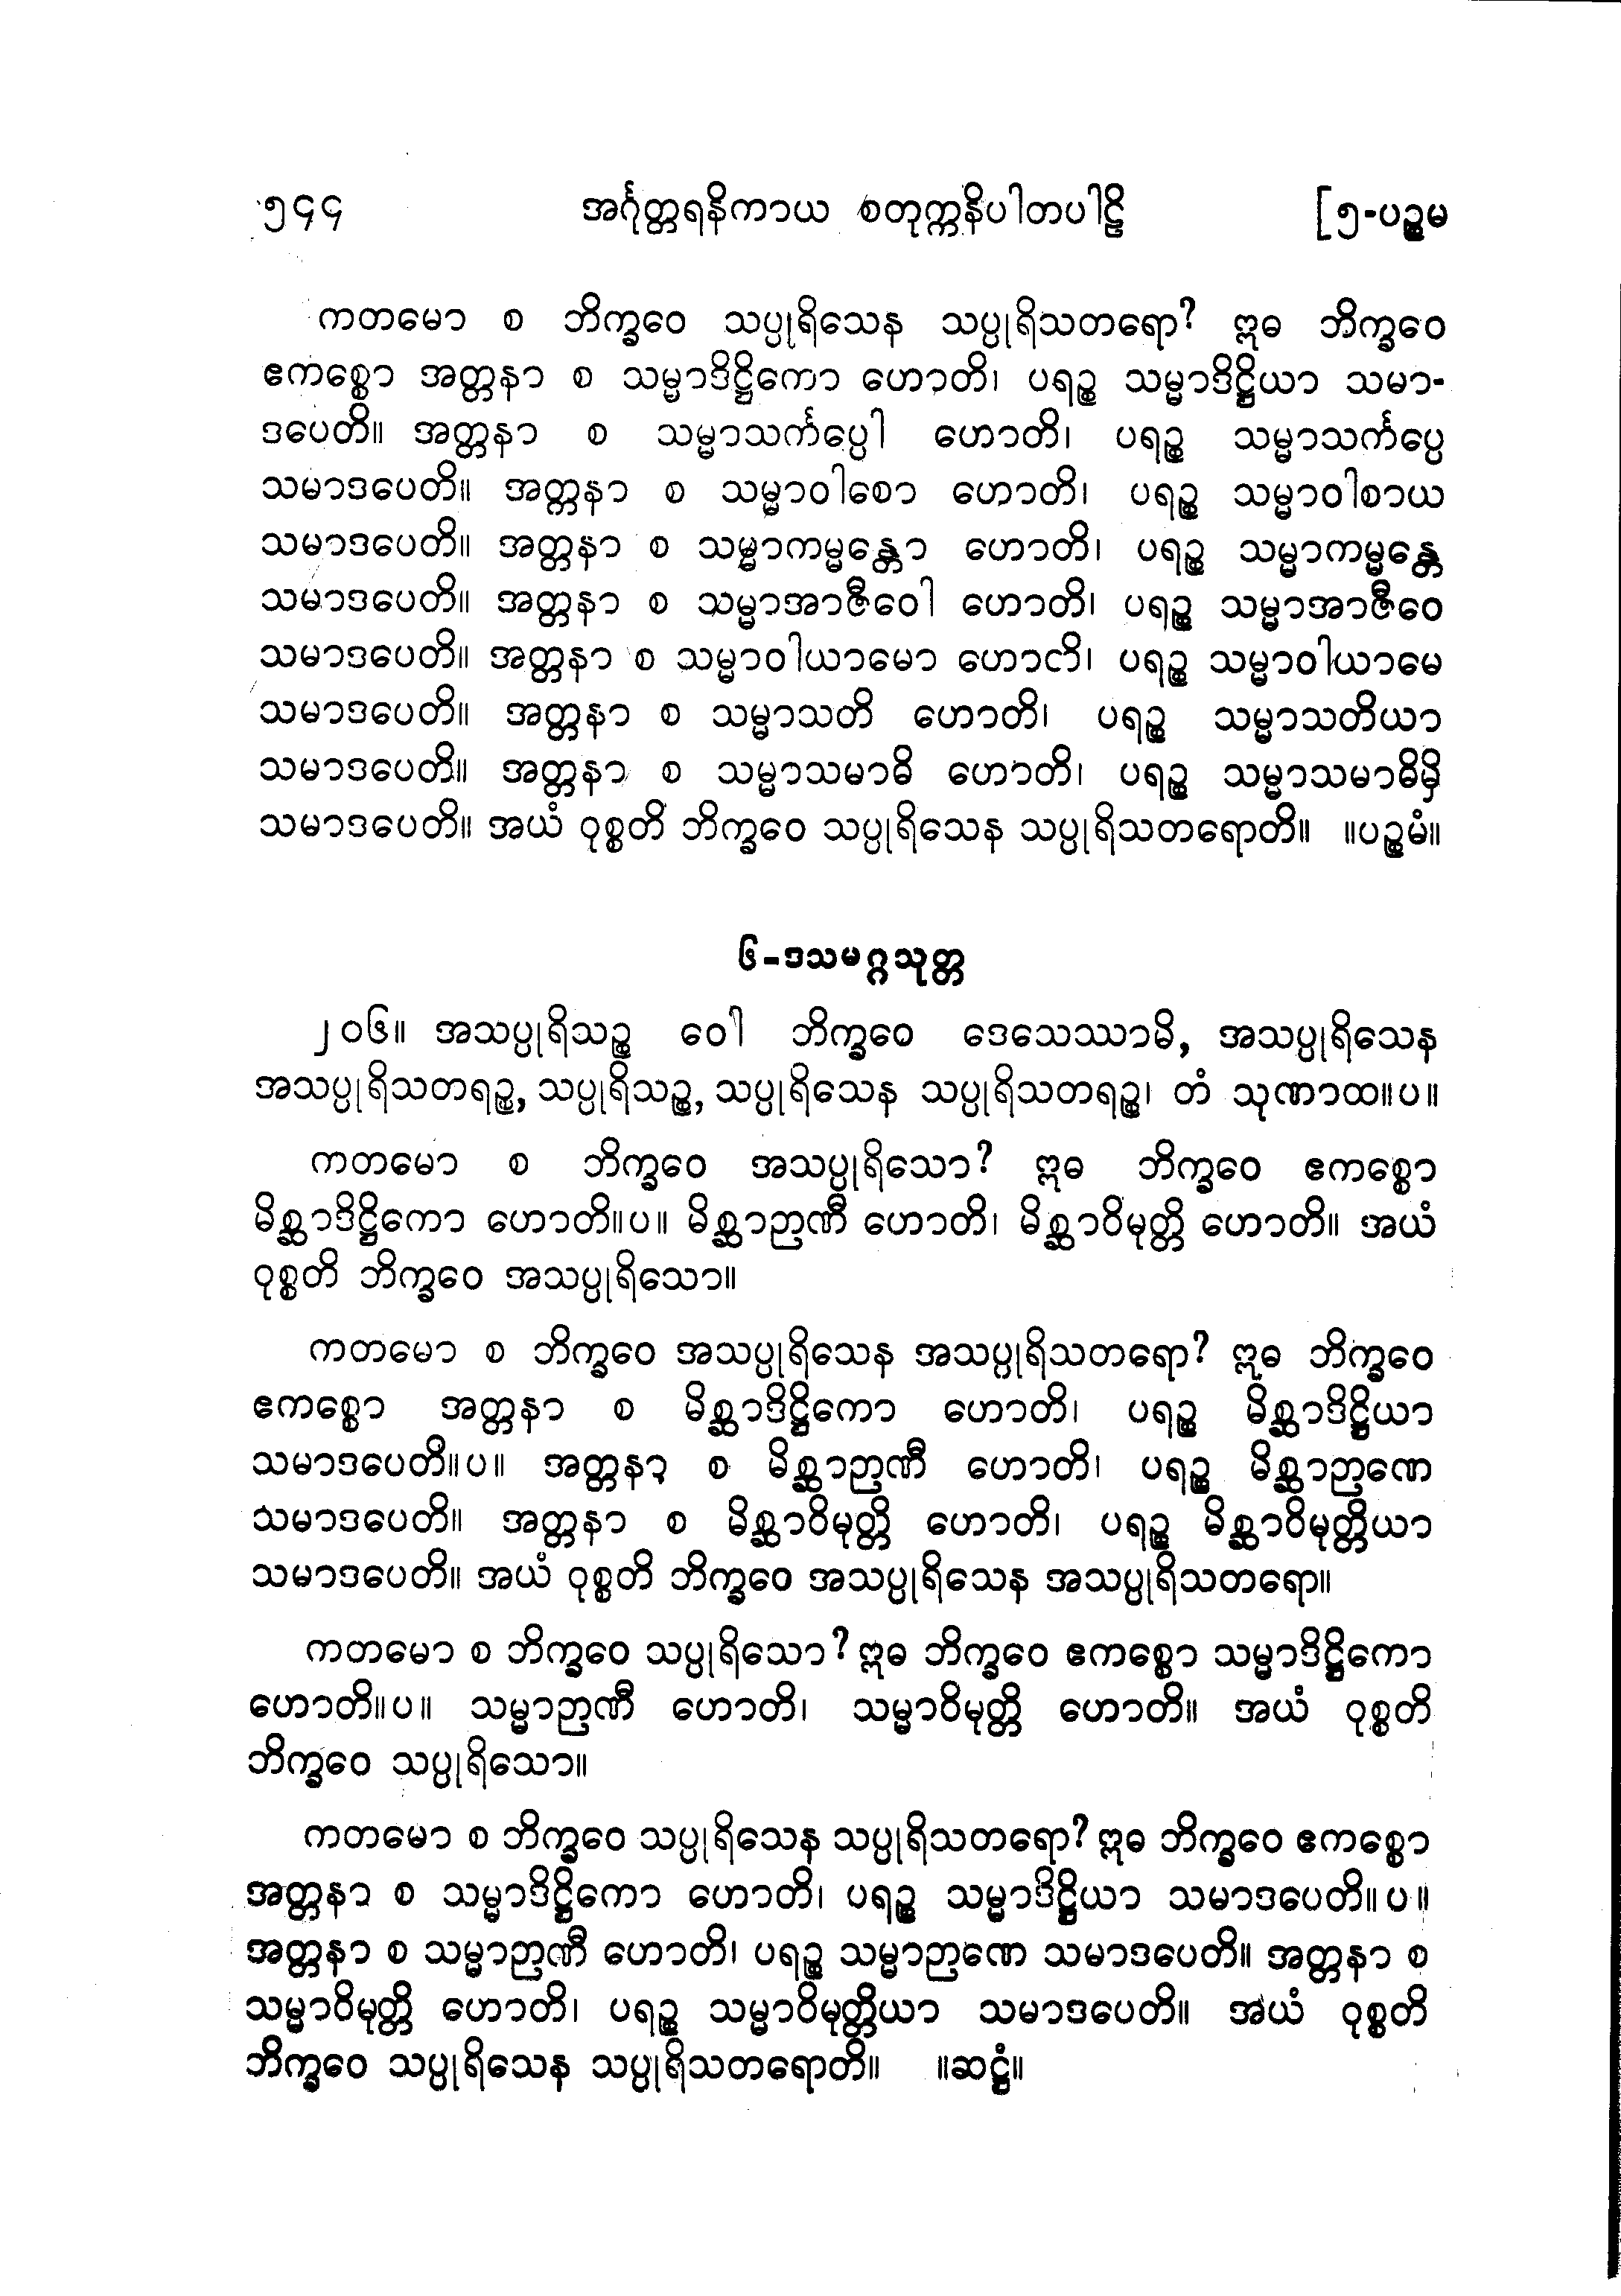 ၅၄၄ အင်္ဂုတ္တရနိကာယ စတုက္ကနိပါတပါဠိ [၅-ပဉ္စမ
ကတမော စ ဘိက္ခဝေ သပ္ပုရိသေန သပ္ပုရိသတရော? ဣဓ ဘိက္ခဝေ
ဧကစ္စော အတ္တနာ စ သမ္မာဒိဋ္ဌိကော ဟောတိ၊ ပရဉ္စ သမ္မာဒိဋ္ဌိယာ သမာ-
ဒပေတိ။ အတ္တနာ စ သမ္မာသင်္ကပ္ပေါ ဟောတိ၊ ပရဉ္စ သမ္မာသင်္ကပ္ပေ
သမာဒပေတိ။ အတ္တနာ စ သမ္မာဝါစော ဟောတိ၊ ပရဉ္စ သမ္မာဝါစာယ
သမာဒပေတိ။ အတ္တနာ စ သမ္မာကမ္မန္တော ဟောတိ၊ ပရဉ္စ သမ္မာကမ္မန္တေ
သမာဒပေတိ။ အတ္တနာ စ သမ္မာအာဇီဝေါ ဟောတိ၊ ပရဉ္စ သမ္မာအာဇီဝေ
သမာဒပေတိ။ အတ္တနာ စ သမ္မာဝါယာမော ဟောတိ၊ ပရဉ္စ သမ္မာဝါယာမေ
သမာဒပေတိ။ အတ္တနာ စ သမ္မာသတိ ဟောတိ၊ ပရဉ္စ သမ္မာသတိယာ
သမာဒပေတိ။ အတ္တနာ စ သမ္မာသမာဓိ ဟောတိ၊ ပရဉ္စ သမ္မာသမာဓိမှိ
သမာဒပေတိ။ အယံ ဝုစ္စတိ ဘိက္ခဝေ သပ္ပုရိသေန သပ္ပုရိသတရောတိ။ ။ပဉ္စမံ။
၆-ဒသမဂ္ဂသုတ္တ
၂၀၆။ အသပ္ပုရိသဉ္စ ဝေါ ဘိက္ခဝေ ဒေသေဿာမိ, အသပ္ပုရိသေန
အသပ္ပုရိသတရဉ္စ, သပ္ပုရိသဉ္စ, သပ္ပုရိသေန သပ္ပုရိသတရဉ္စ၊ တံ သုဏာထ။ပ။
ကတမော စ ဘိက္ခဝေ အသပ္ပုရိသော? ဣဓ ဘိက္ခဝေ ဧကစ္စော
မိစ္ဆာဒိဋ္ဌိကော ဟောတိ။ပ။ မိစ္ဆာဉာဏီ ဟောတိ၊ မိစ္ဆာဝိမုတ္တိ ဟောတိ။ အယံ
ဝုစ္စတိ ဘိက္ခဝေ အသပ္ပုရိသော။
ကတမော စ ဘိက္ခဝေ အသပ္ပုရိသေန အသပ္ပုရိသတရော? ဣဓ ဘိက္ခဝေ
ဧကစ္စော အတ္တနာ စ မိစ္ဆာဒိဋ္ဌိကော ဟောတိ၊ ပရဉ္စ မိစ္ဆာဒိဋ္ဌိယာ
သမာဒပေတိ။ပ။ အတ္တနာ စ မိစ္ဆာဉာဏီ ဟောတိ၊ ပရဉ္စ မိစ္ဆာဉာဏေ
သမာဒပေတိ။ အတ္တနာ စ မိစ္ဆာဝိမုတ္တိ ဟောတိ၊ ပရဉ္စ မိစ္ဆာဝိမုတ္တိယာ
သမာဒပေတိ။ အယံ ဝုစ္စတိ ဘိက္ခဝေ အသပ္ပုရိသေန အသပ္ပုရိသတရော။
ကတမော စ ဘိက္ခဝေ သပ္ပုရိသော? ဣဓ ဘိက္ခဝေ ဧကစ္စော သမ္မာဒိဋ္ဌိကော
ဟောတိ။ပ။ သမ္မာဉာဏီ ဟောတိ၊ သမ္မာဝိမုတ္တိ ဟောတိ။ အယံ ဝုစ္စတိ
ဘိက္ခဝေ သပ္ပုရိသော။
ကတမော စ ဘိက္ခဝေ သပ္ပုရိသေန သပ္ပုရိသတရော? ဣဓ ဘိက္ခဝေ ဧကစ္စော
အတ္တနာ စ သမ္မာဒိဋ္ဌိကော ဟောတိ၊ ပရဉ္စ သမ္မာဒိဋ္ဌိယာ သမာဒပေတိ။ပ။
အတ္တနာ စ သမ္မာဉာဏီ ဟောတိ၊ ပရဉ္စ သမ္မာဉာဏေ သမာဒပေတိ။ အတ္တနာ စ
သမ္မာဝိမုတ္တိ ဟောတိ၊ ပရဉ္စ သမ္မာဝိမုတ္တိယာ သမာဒပေတိ။ အယံ ဝုစ္စတိ
ဘိက္ခဝေ သပ္ပုရိသေန သပ္ပုရိသတရောတိ။ ။ဆဋ္ဌံ။